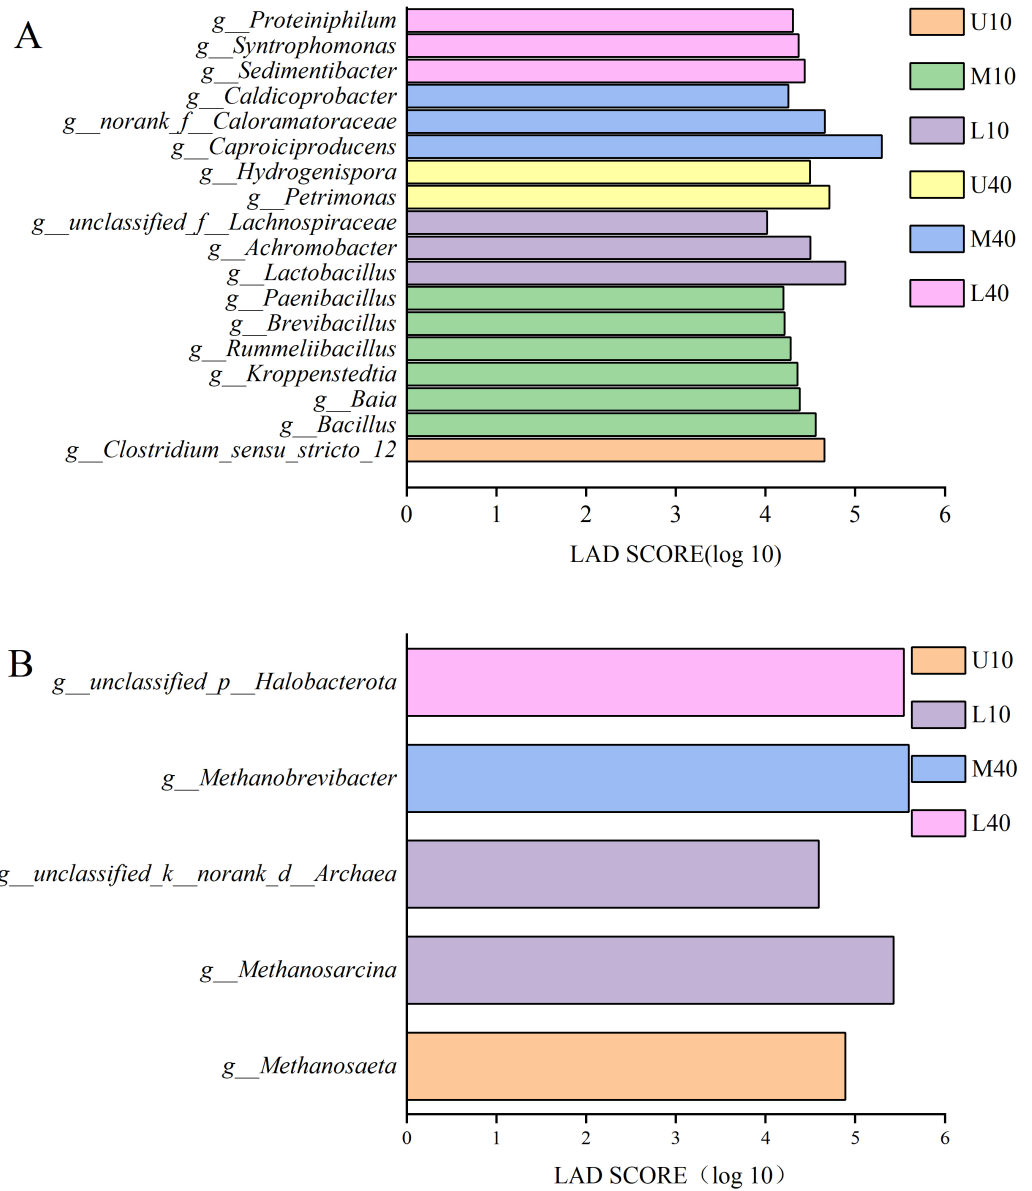 A
g__Proteiniphilum
g__Syntrophomonas
g__Sedimentibacter
g__Caldicoprobacter
g__norank_f__Caloramatoraceae
g__Caproiciproducens
g__Hydrogenispora
g__Petrimonas
g__unclassified_f__Lachnospiraceae
g__Achromobacter
g__Lactobacillus
g__Paenibacillus
g__Brevibacillus
g__Rummeliibacillus
g__Kroppenstedtia
g__Baia
g__Bacillus
g__Clostridium_sensu_stricto_12
0 1 2 3 4 5 6
LAD SCORE(log 10)
U10
M10
L10
U40
M40
L40
B
g__unclassified_p__Halobacterota
g__Methanobrevibacter
g__unclassified_k__norank_d__Archaea
g__Methanosarcina
g__Methanosaeta
0 1 2 3 4 5 6
LAD SCORE（log 10）
U10
L10
M40
L40